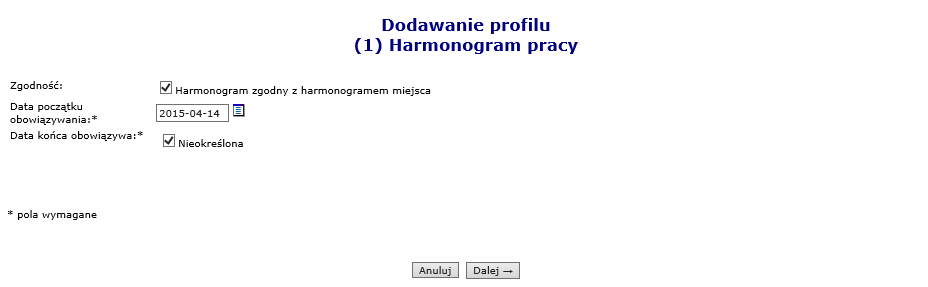 Dodawanie profilu
(1) Harmonogram pracy
Zgodność:
Harmonogram zgodny z harmonogramem miejsca
Data początku
obowiązywania:*
2015-04-14
Data końca obowiązywa:*
Nieokreślona
* pola wymagane
Anuluj
Dalej →